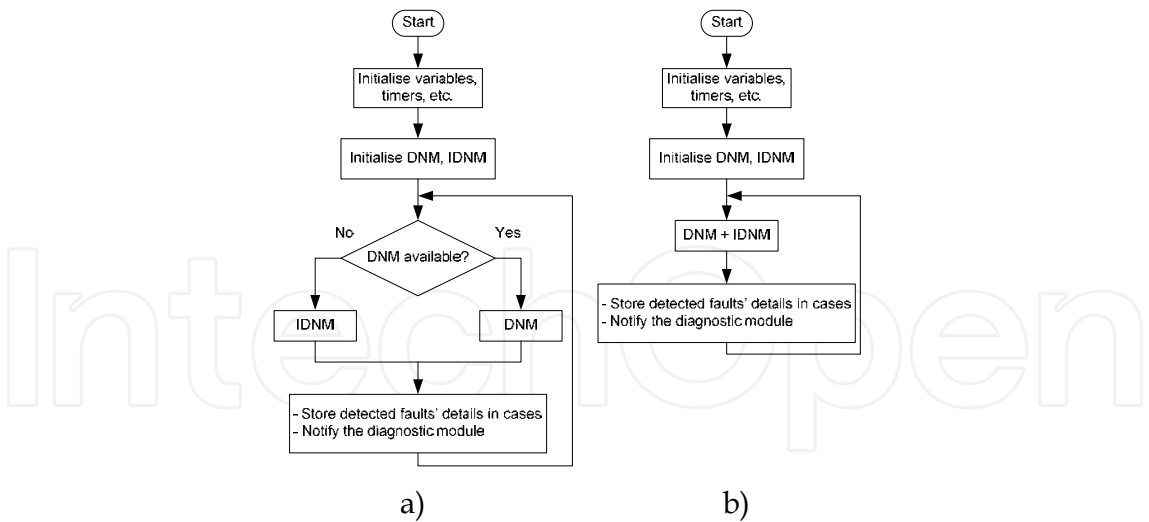 Start
Initialise variables,
timers, etc.
Initialise DNM, IDNM
No
Yes
DNM available?
IDNM
DNM
- Store detected faults' details in cases
- Notify the diagnostic module
a)
Start
Initialise variables,
timers, etc.
Initialise DNM, IDNM
DNM + IDNM
- Store detected faults' details in cases
- Notify the diagnostic module
b)
IntechOpen